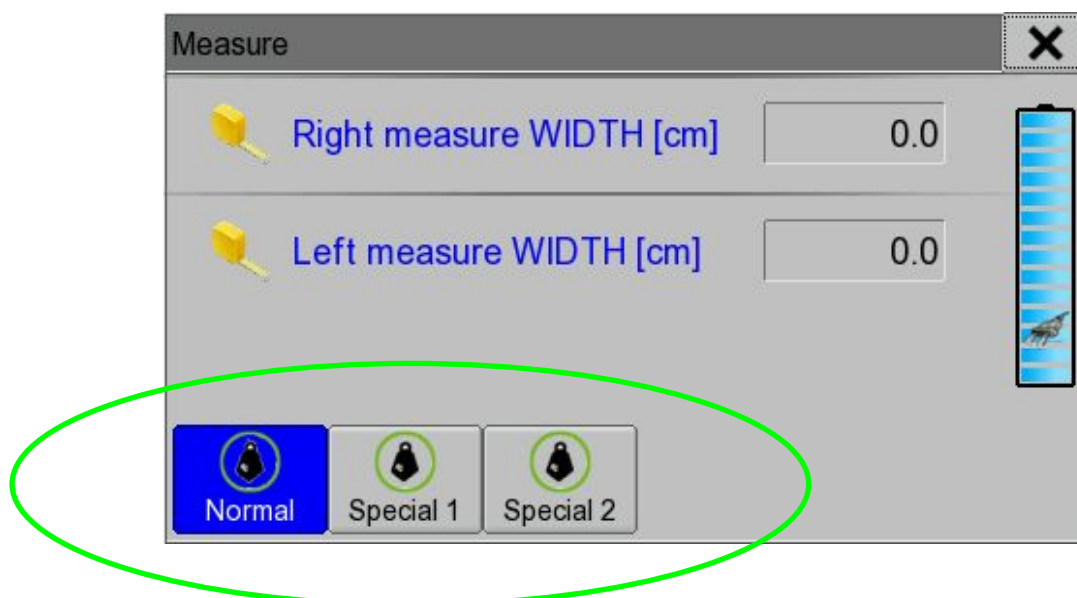 Measure
Right measure WIDTH [cm]
0.0
Left measure WIDTH [cm]
0.0
Normal
Special 1
Special 2